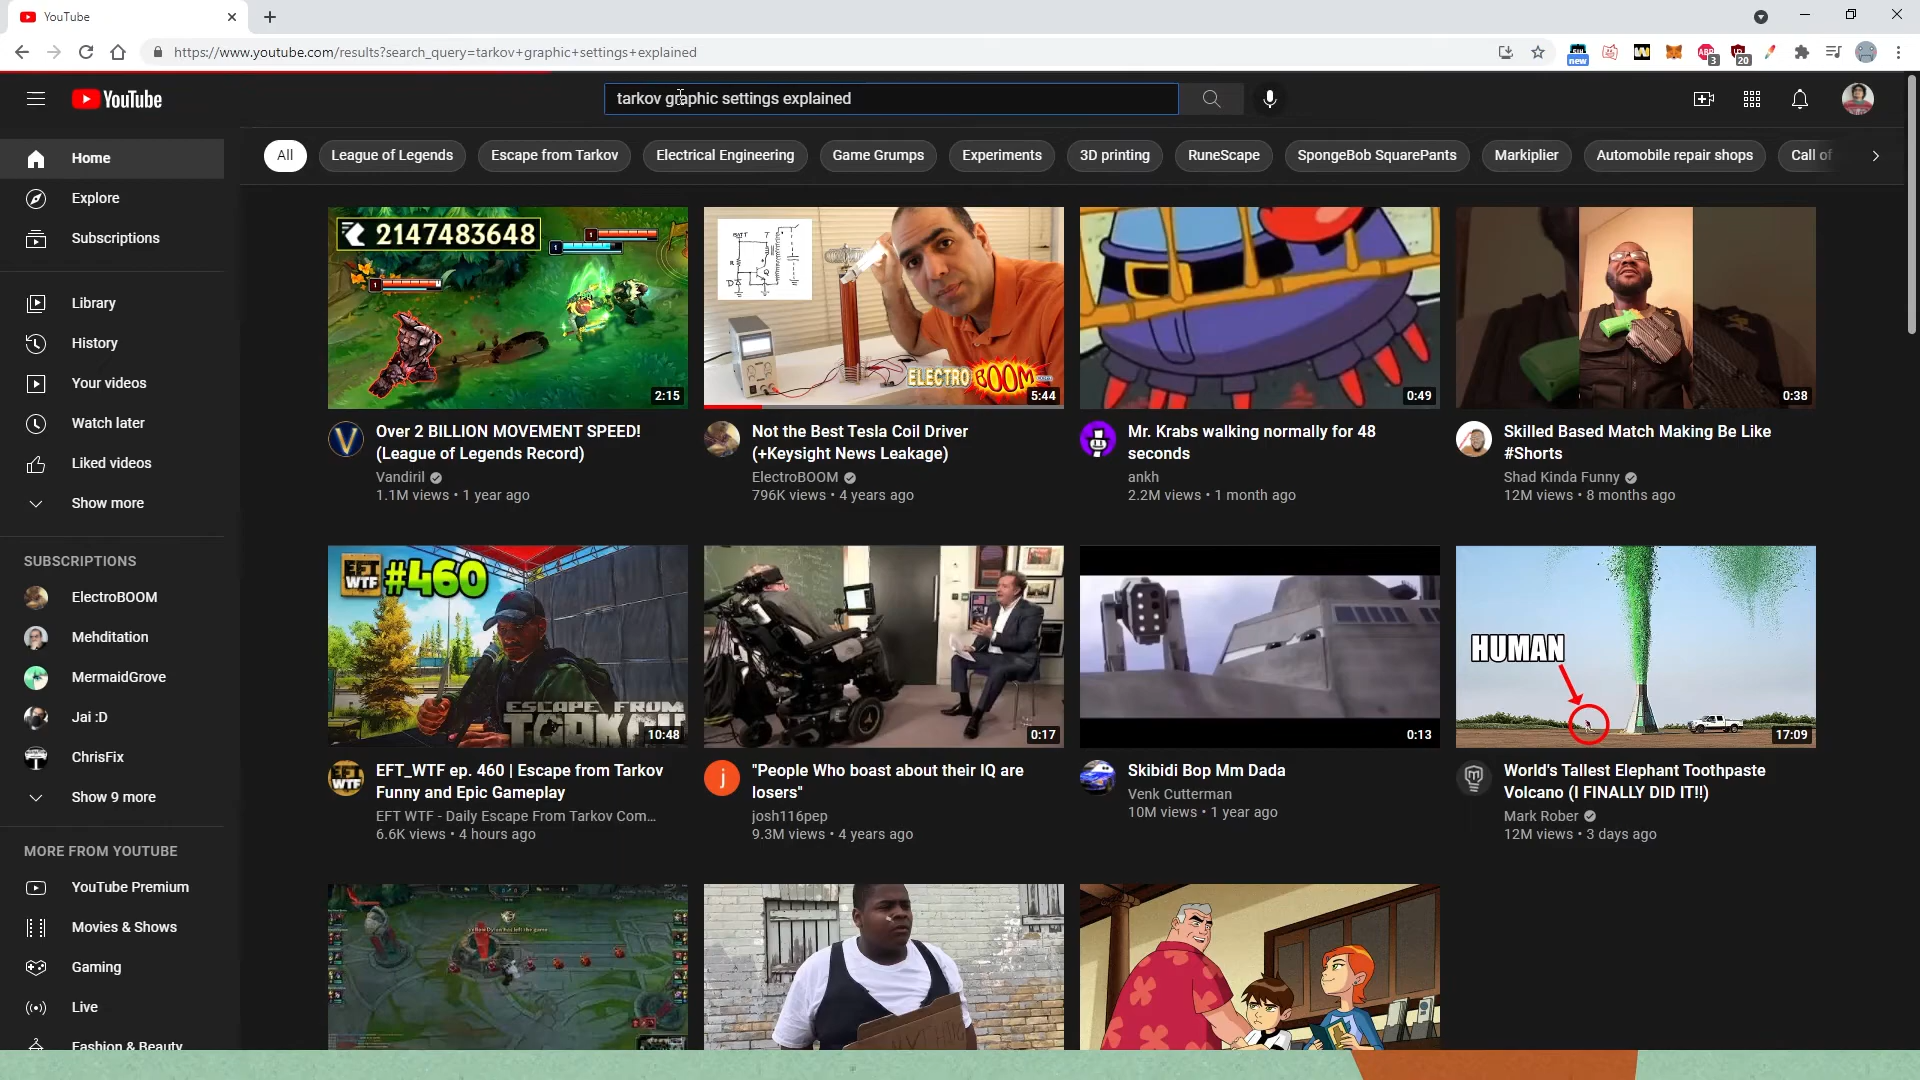 YouTube
https://www.youtube.com/results?search_query=tarkov+graphic+settings+explained
new
ABP
3
20
YouTube
tarkov graphic settings explained
All
League of Legends
Escape from Tarkov
Electrical Engineering
Game Grumps
Experiments
3D printing
RuneScape
SpongeBob SquarePants
Markiplier
Automobile repair shops
Call of
Home
Explore
Subscriptions
Library
History
Your videos
Watch later
Liked videos
Show more
SUBSCRIPTIONS
ElectroBOOM
Mehditation
MermaidGrove
Jai :D
ChrisFix
Show 9 more
MORE FROM YOUTUBE
YouTube Premium
Movies & Shows
Gaming
Live
Fashion & Beauty
2147483648
2:15
Over 2 BILLION MOVEMENT SPEED!
(League of Legends Record)
Vandiril
1.1M views • 1 year ago
ELECTRO BOOM
5:44
Not the Best Tesla Coil Driver
(+Keysight News Leakage)
ElectroBOOM
796K views • 4 years ago
0:49
Mr. Krabs walking normally for 48
seconds
ankh
2.2M views • 1 month ago
0:38
Skilled Based Match Making Be Like
#Shorts
Shad Kinda Funny
12M views • 8 months ago
EFT
WTF
#460
ESCAPE FROM
TARKOV
10:48
EFT
WTF
EFT_WTF ep. 460 | Escape from Tarkov
Funny and Epic Gameplay
EFT WTF - Daily Escape From Tarkov Com...
6.6K views • 4 hours ago
0:17
j
"People Who boast about their IQ are
losers"
josh116pep
9.3M views • 4 years ago
0:13
Skibidi Bop Mm Dada
Venk Cutterman
10M views • 1 year ago
HUMAN
17:09
World's Tallest Elephant Toothpaste
Volcano (I FINALLY DID IT!!)
Mark Rober
12M views • 3 days ago